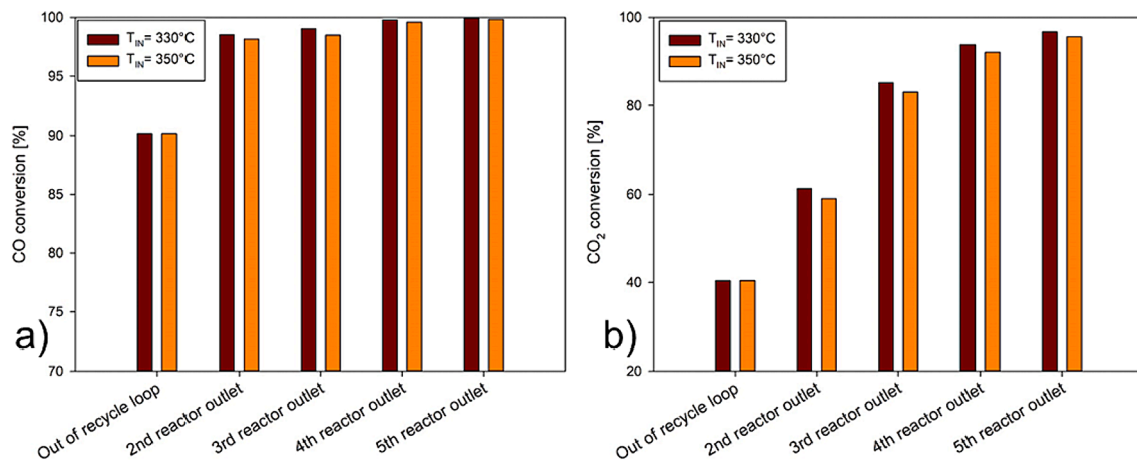 100
95
90
85
80
75
70
CO conversion [%]
T_IN= 330°C
T_IN= 350°C
a)
Out of recycle loop
2nd reactor outlet
3rd reactor outlet
4th reactor outlet
5th reactor outlet
100
80
60
40
20
CO₂ conversion [%]
T_IN= 330°C
T_IN= 350°C
b)
Out of recycle loop
2nd reactor outlet
3rd reactor outlet
4th reactor outlet
5th reactor outlet